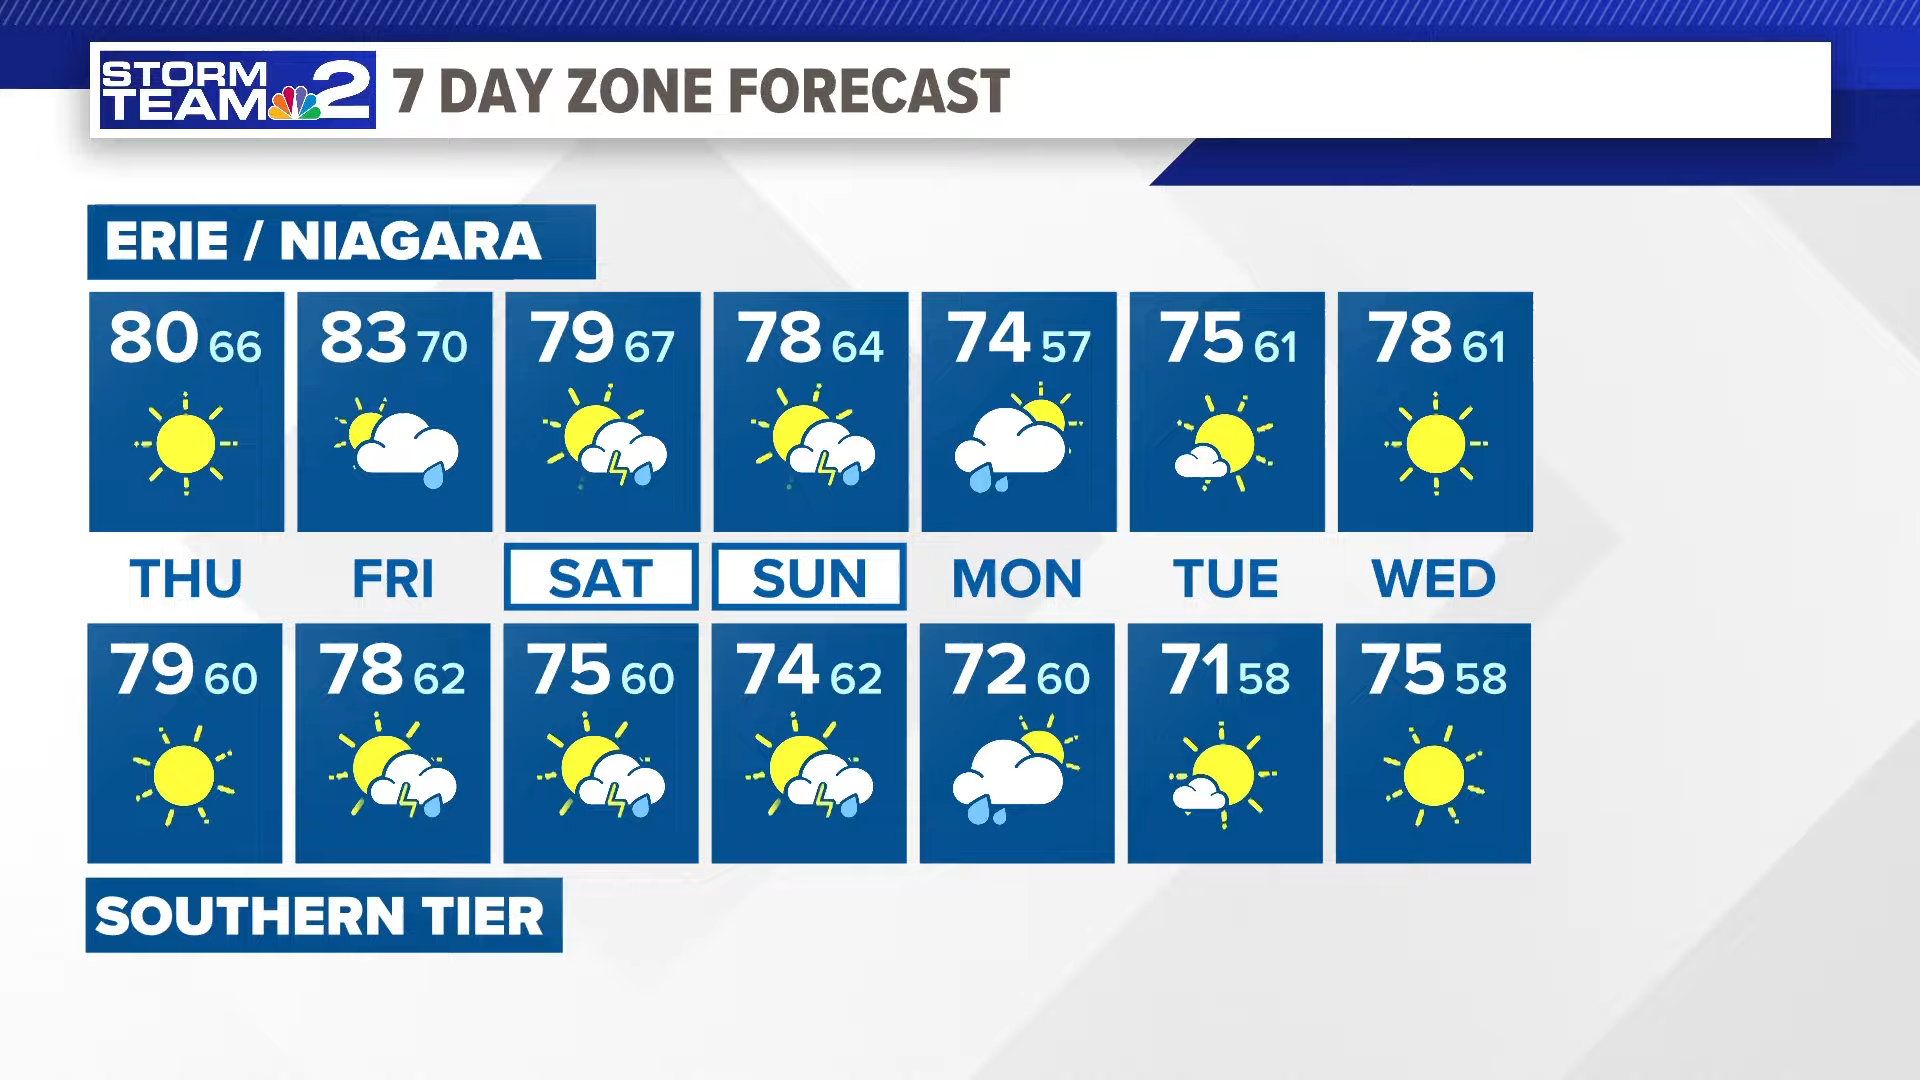 STORM TEAM 2
7 DAY ZONE FORECAST
ERIE / NIAGARA
80 66 83 70 79 67 78 64 74 57 75 61 78 61
THU FRI SAT SUN MON TUE WED
79 60 78 62 75 60 74 62 72 60 71 58 75 58
SOUTHERN TIER